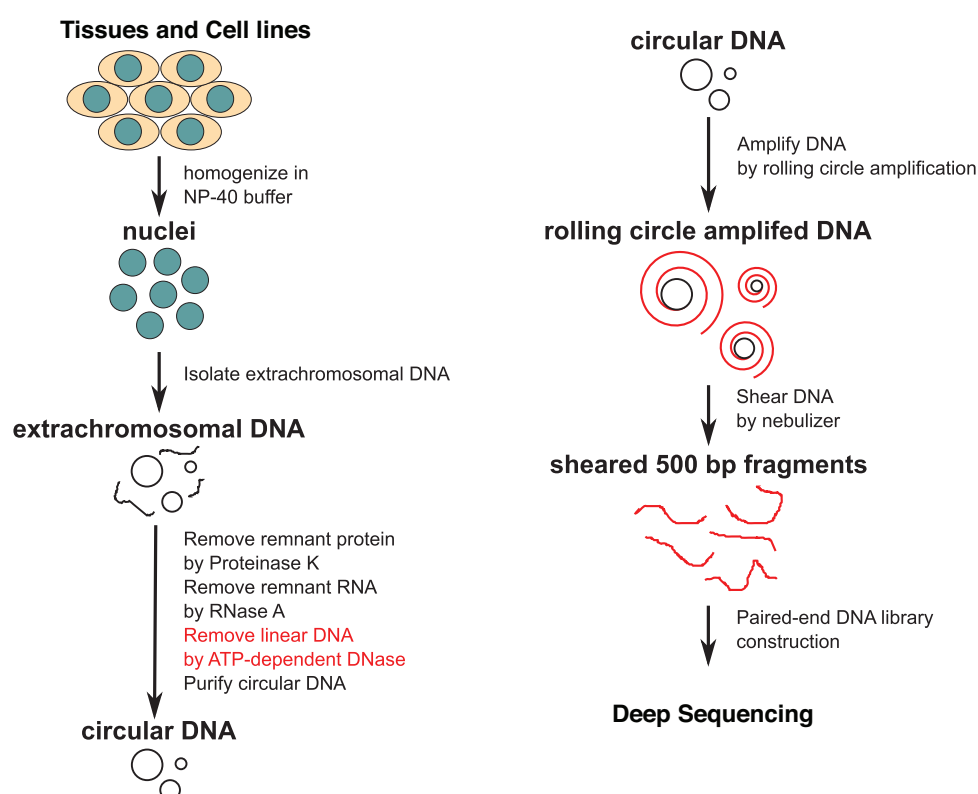 Tissues and Cell lines
homogenize in
NP-40 buffer
nuclei
Isolate extrachromosomal DNA
extrachromosomal DNA
Remove remnant protein
by Proteinase K
Remove remnant RNA
by RNase A
Remove linear DNA
by ATP-dependent DNase
Purify circular DNA
circular DNA
circular DNA
Amplify DNA
by rolling circle amplification
rolling circle amplifed DNA
Shear DNA
by nebulizer
sheared 500 bp fragments
Paired-end DNA library
construction
Deep Sequencing